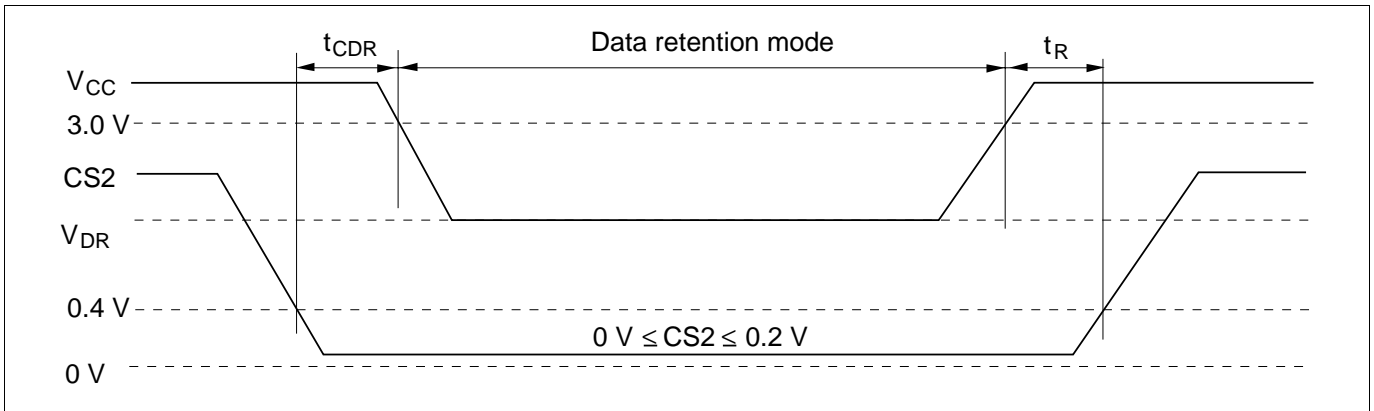 tCDR Data retention mode tR
VCC
3.0 V
CS2
VDR
0.4 V
0 V ≤ CS2 ≤ 0.2 V
0 V